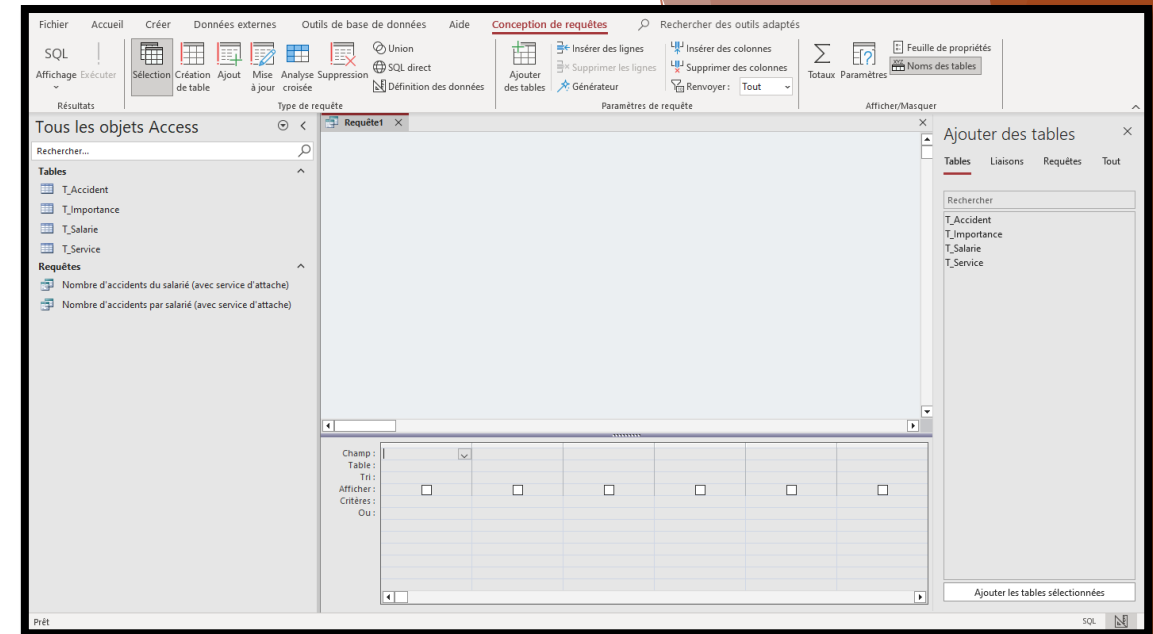 Fichier Accueil Créer Données externes Outils de base de données Aide Conception de requêtes Rechercher des outils adaptés
SQL
Affichage Exécuter
Résultats
Sélection Création de table Ajout Mise à jour Analyse croisée Suppression
Union
SQL direct
Définition des données
Type de requête
Ajouter des tables
Insérer des lignes
Supprimer les lignes
Générateur
Insérer des colonnes
Supprimer des colonnes
Renvoyer : Tout
Paramètres de requête
Totaux Paramètres
Feuille de propriétés
Noms des tables
Afficher/Masquer
Tous les objets Access
Rechercher...
Tables
T_Accident
T_Importance
T_Salarie
T_Service
Requêtes
Nombre d'accidents du salarié (avec service d'attache)
Nombre d'accidents par salarié (avec service d'attache)
Requête1
Champ :
Table :
Tri :
Afficher :
Critères :
Ou :
Ajouter des tables
Tables Liaisons Requêtes Tout
Rechercher
T_Accident
T_Importance
T_Salarie
T_Service
Ajouter les tables sélectionnées
Prêt
SQL